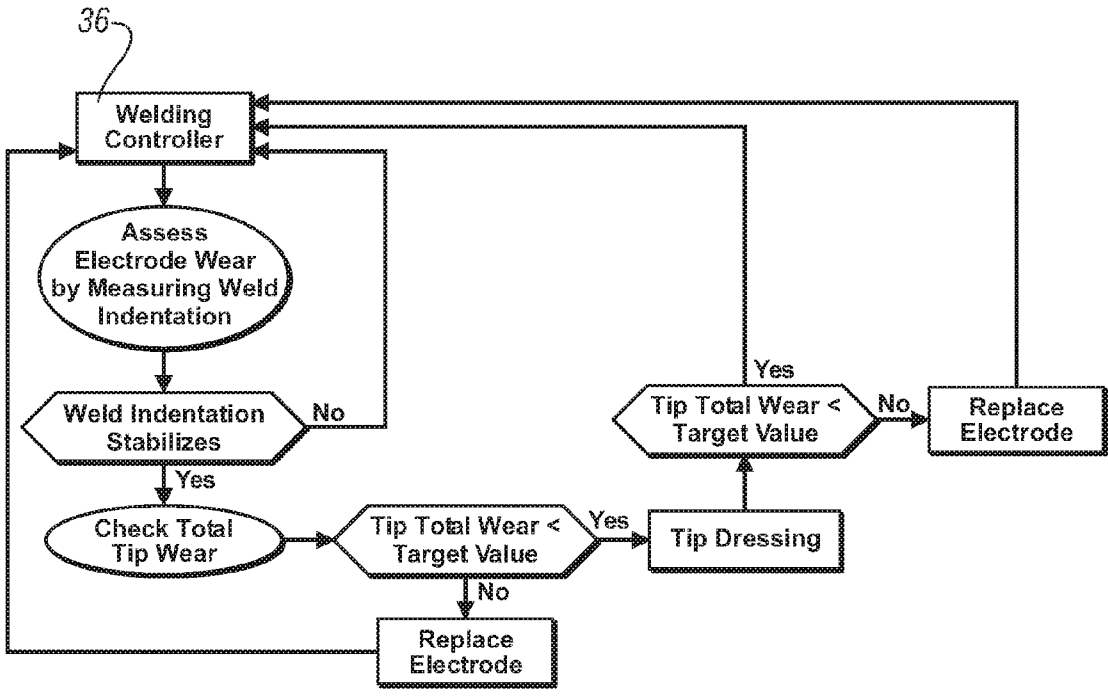 36
Welding
Controller
Assess
Electrode Wear
by Measuring Weld
Indentation
Weld Indentation
Stabilizes
No
Yes
Check Total
Tip Wear
Tip Total Wear <
Target Value
Yes
No
Replace
Electrode
Tip Dressing
Tip Total Wear <
Target Value
Yes
No
Replace
Electrode